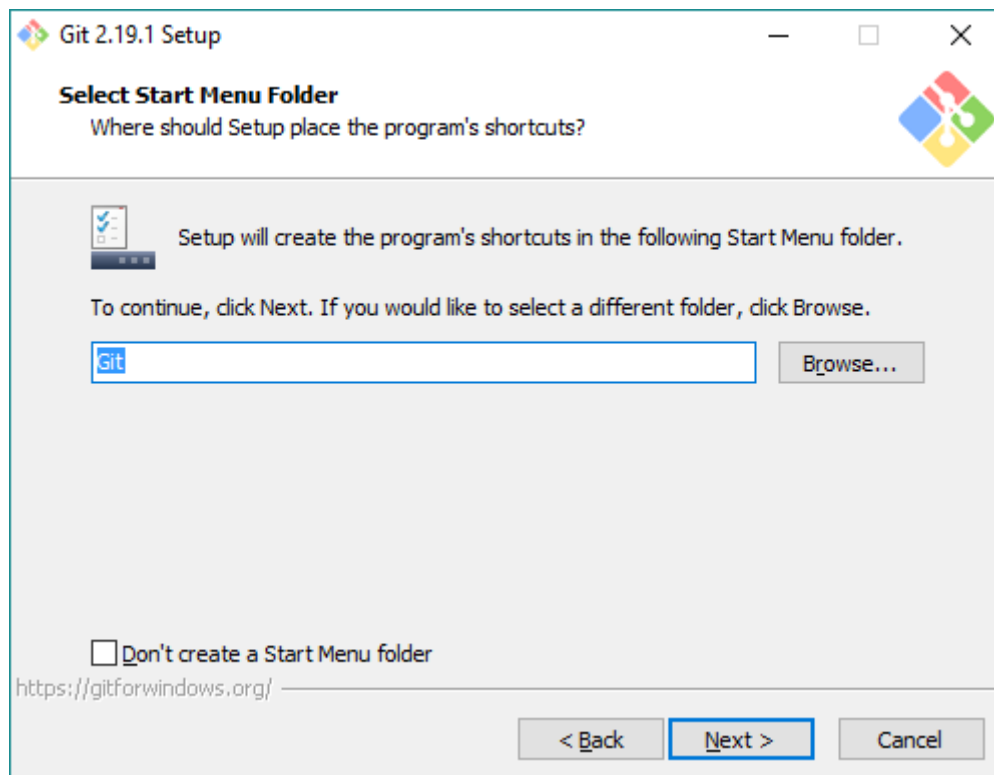 Git 2.19.1 Setup
Select Start Menu Folder
Where should Setup place the program's shortcuts?
Setup will create the program's shortcuts in the following Start Menu folder.
To continue, click Next. If you would like to select a different folder, click Browse.
Git
Browse...
Don't create a Start Menu folder
https://gitforwindows.org/
< Back
Next >
Cancel